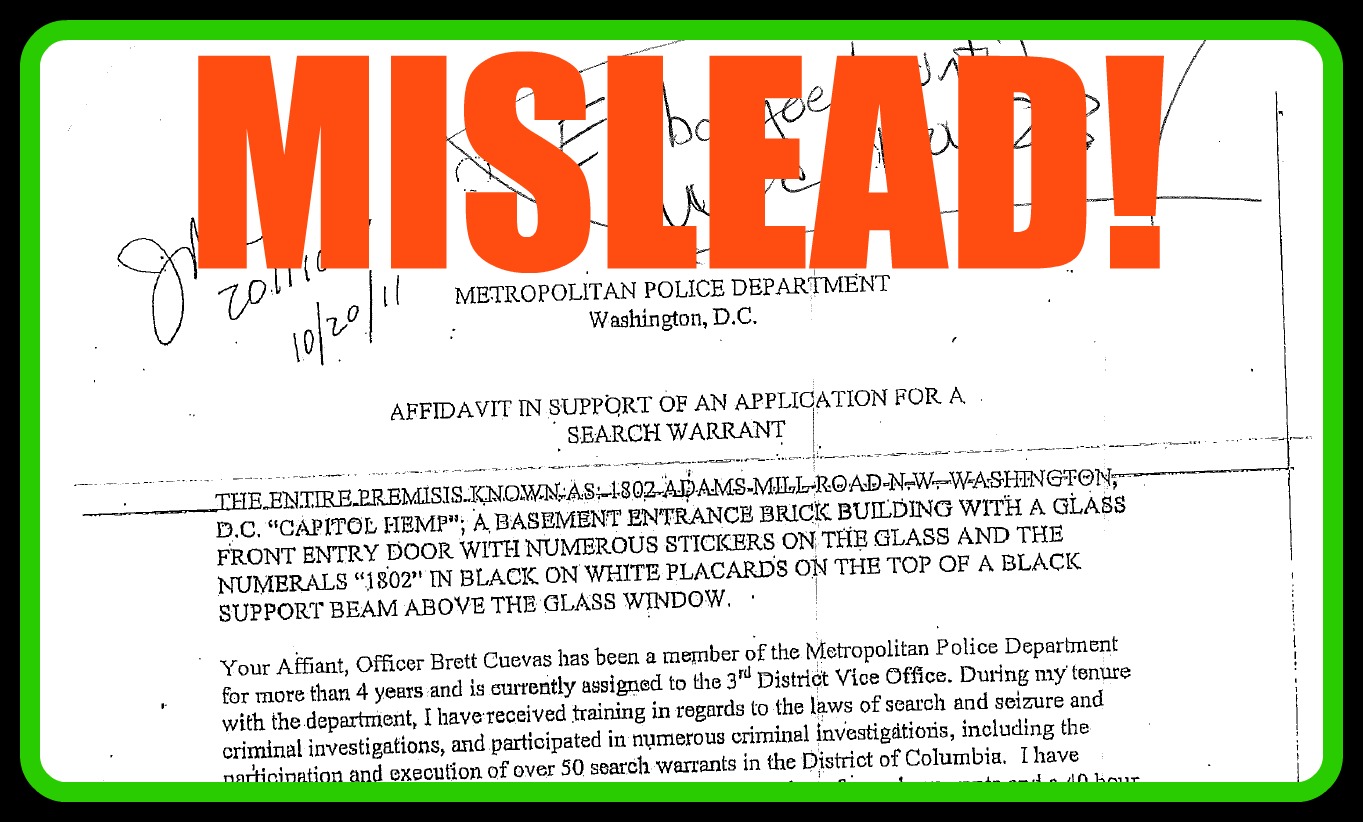 MISLEAD!
10/20/11
METROPOLITAN POLICE DEPARTMENT
Washington, D.C.
AFFIDAVIT IN SUPPORT OF AN APPLICATION FOR A
SEARCH WARRANT
THE ENTIRE PREMISIS KNOWN AS: 1802 ADAMS MILL ROAD N.W. WASHINGTON,
D.C. “CAPITOL HEMP”; A BASEMENT ENTRANCE BRICK BUILDING WITH A GLASS
FRONT ENTRY DOOR WITH NUMEROUS STICKERS ON THE GLASS AND THE
NUMERALS “1802” IN BLACK ON WHITE PLACARDS ON THE TOP OF A BLACK
SUPPORT BEAM ABOVE THE GLASS WINDOW.
Your Affiant, Officer Brett Cuevas has been a member of the Metropolitan Police Department
for more than 4 years and is currently assigned to the 3rd District Vice Office. During my tenure
with the department, I have received training in regards to the laws of search and seizure and
criminal investigations, and participated in numerous criminal investigations, including the
participation and execution of over 50 search warrants in the District of Columbia. I have
and a 40 hour